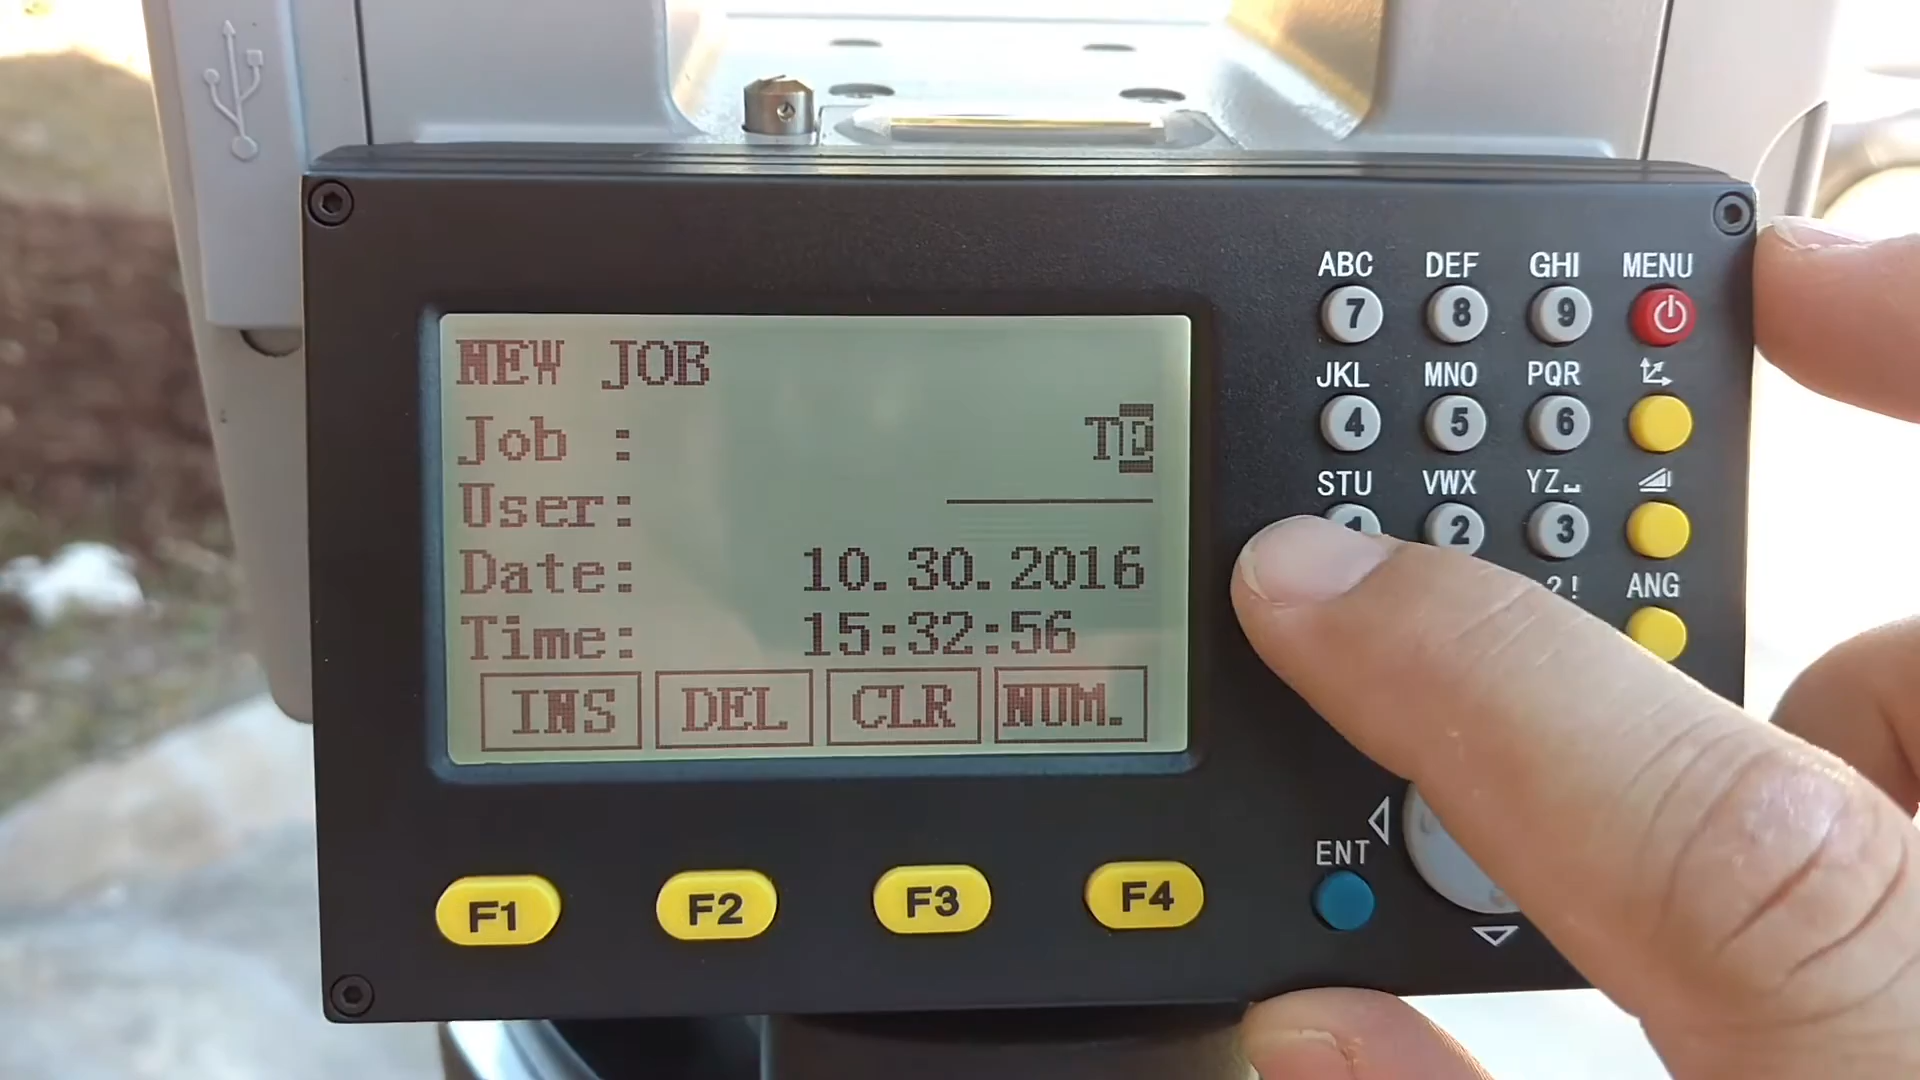 NEW JOB
Job : TD
User:
Date: 10.30.2016
Time: 15:32:56
INS DEL CLR NUM.
F1 F2 F3 F4
ABC DEF GHI MENU
7 8 9
JKL MNO PQR
4 5 6
STU VWX YZ
1 2 3
?! ANG
ENT